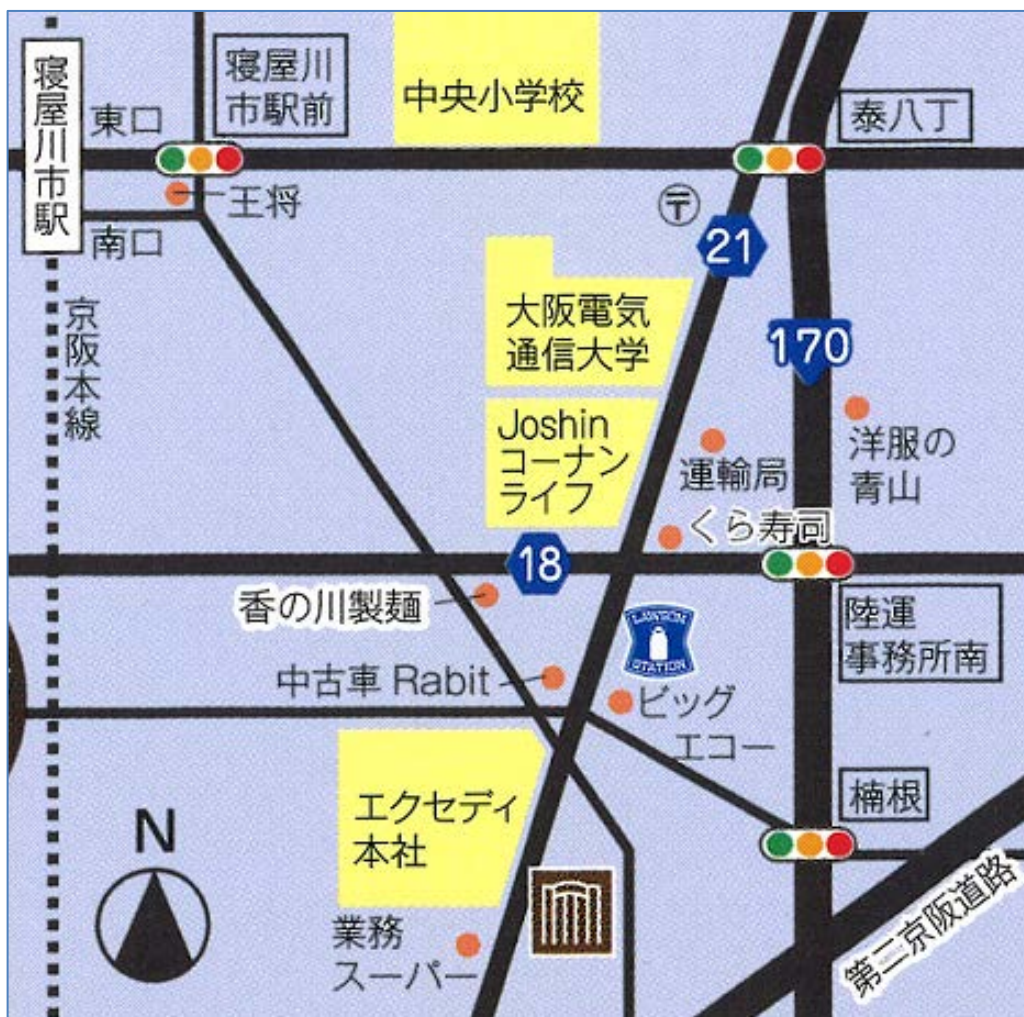 寝屋川市駅
東口
南口
寝屋川
市駅前
中央小学校
泰八丁
王将
〒
21
京阪本線
大阪電気
通信大学
170
Joshin
コーナン
ライフ
運輸局
洋服の
青山
くら寿司
18
香の川製麺
LAWSON
STATION
陸運
事務所南
中古車 Rabit
ビッグ
エコー
エクセディ
本社
楠根
N
第二京阪道路
業務
スーパー